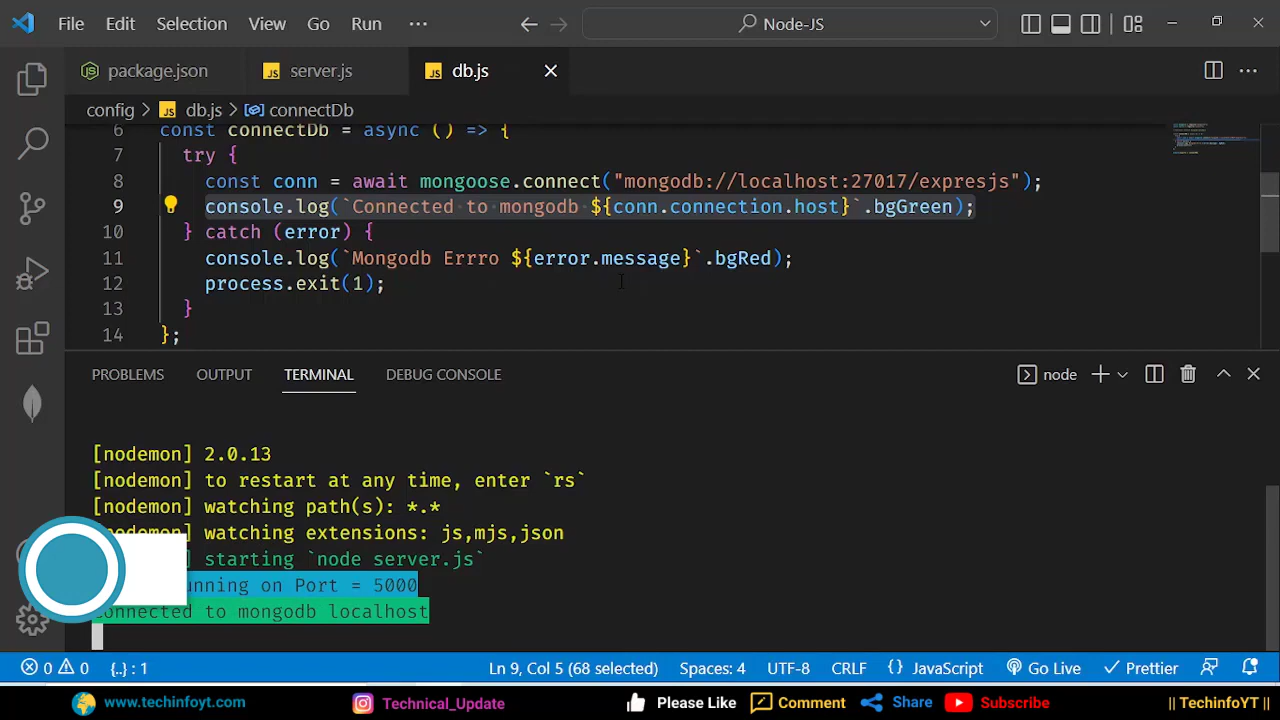 File Edit Selection View Go Run ··· Node-JS
package.json server.js db.js
config > db.js > connectDb
6 const connectDb = async () => {
7 try {
8 const conn = await mongoose.connect("mongodb://localhost:27017/expresjs");
9 console.log(`Connected to mongodb ${conn.connection.host}`.bgGreen);
10 } catch (error) {
11 console.log(`Mongodb Errro ${error.message}`.bgRed);
12 process.exit(1);
13 }
14 };
PROBLEMS OUTPUT TERMINAL DEBUG CONSOLE node
[nodemon] 2.0.13
[nodemon] to restart at any time, enter `rs`
[nodemon] watching path(s): *.*
[nodemon] watching extensions: js,mjs,json
] starting `node server.js`
unning on Port = 5000
onnected to mongodb localhost
0 0 {..} : 1 Ln 9, Col 5 (68 selected) Spaces: 4 UTF-8 CRLF {} JavaScript Go Live Prettier
www.techinfoyt.com Technical_Update Please Like Comment Share Subscribe || TechinfoYT ||